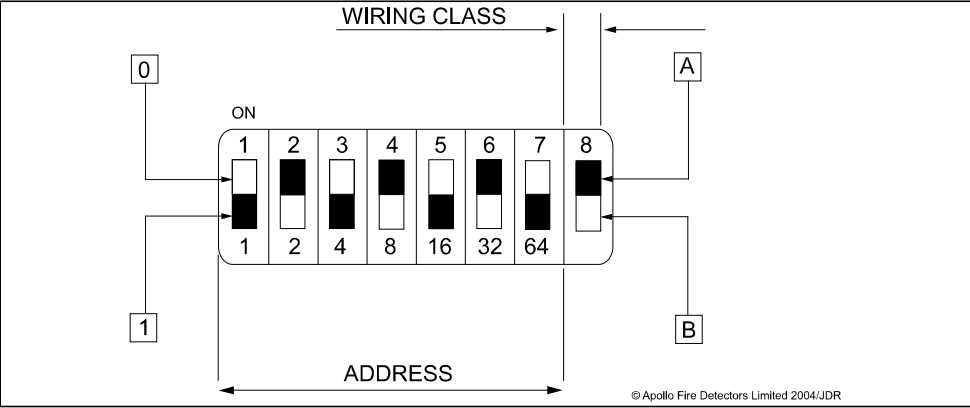 WIRING CLASS
0
A
ON
1 2 3 4 5 6 7 8
1 2 4 8 16 32 64
1
B
ADDRESS
© Apollo Fire Detectors Limited 2004/JDR